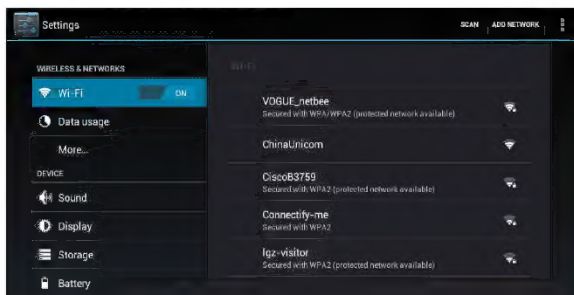 Settings
SCAN
ADD NETWORK
WIRELESS & NETWORKS
Wi-Fi
ON
Data usage
More...
DEVICE
Sound
Display
Storage
Battery
WI-FI
VOGUE_netbee
Secured with WPA/WPA2 (protected network available)
ChinaUnicom
CiscoB3759
Secured with WPA2 (protected network available)
Connectify-me
Secured with WPA2
lgz-visitor
Secured with WPA2 (protected network available)